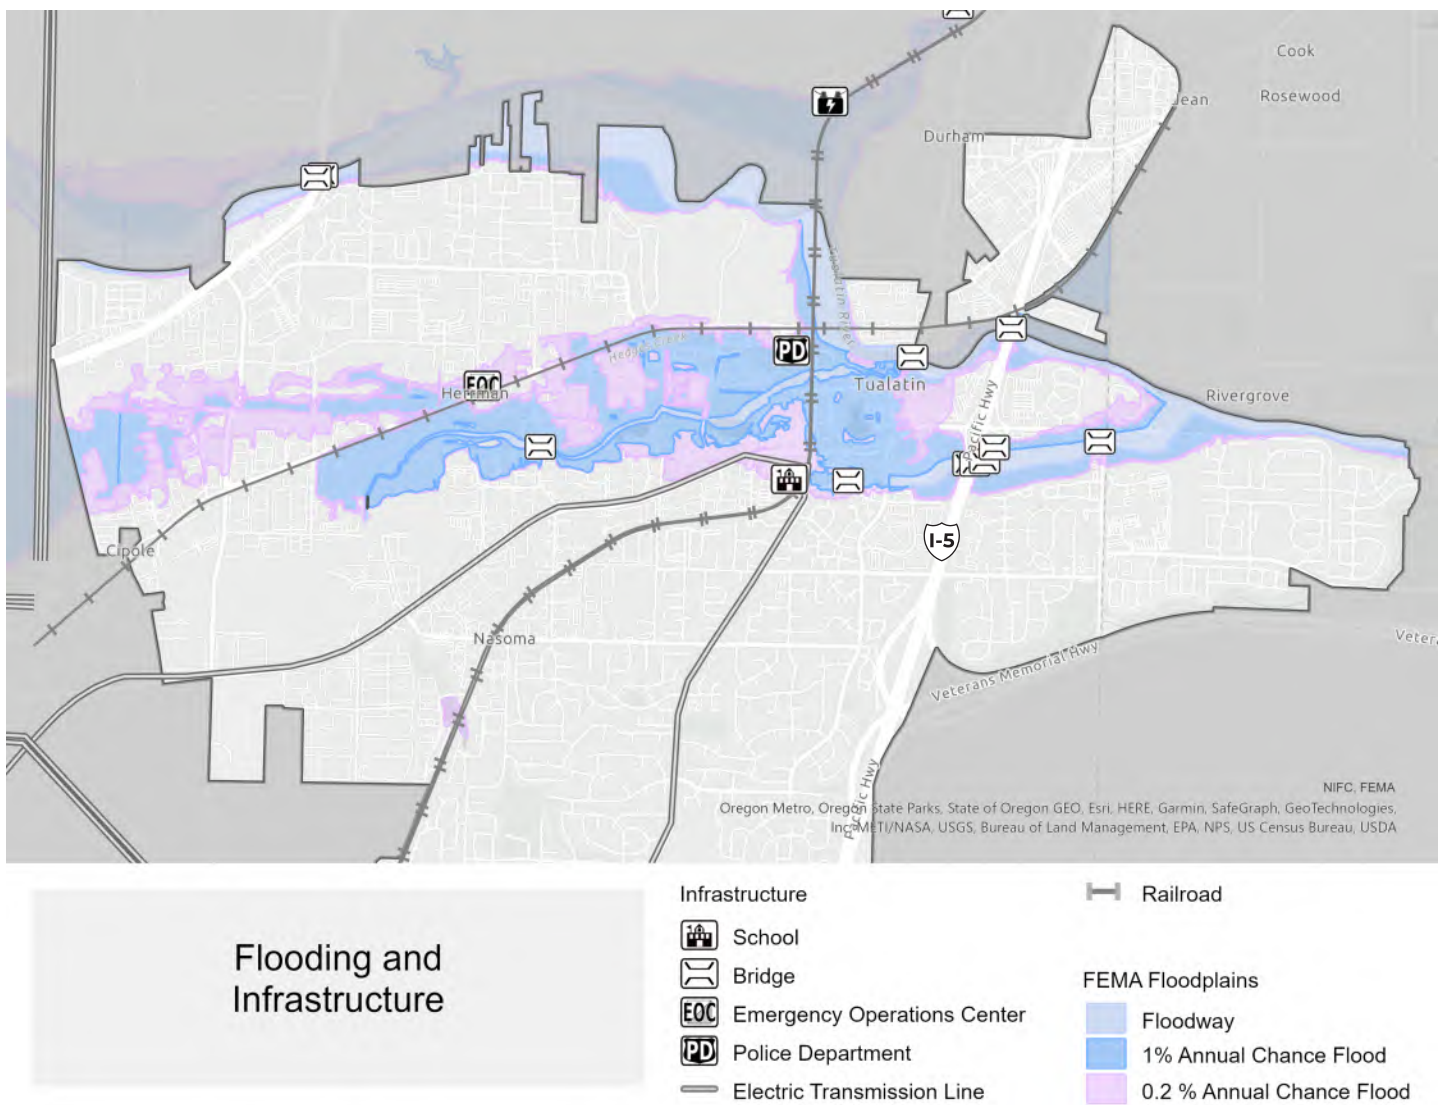 Cook
Rosewood
Jean
Durham
Tualatin River
Hedges Creek
PD
EOC
Herman
Tualatin
Pacific Hwy
Rivergrove
I-5
Cipole
Nasoma
Veterans Memorial Hwy
Vetera
Pacific Hwy
NIFC, FEMA
Oregon Metro, Oregon State Parks, State of Oregon GEO, Esri, HERE, Garmin, SafeGraph, GeoTechnologies,
Inc, METI/NASA, USGS, Bureau of Land Management, EPA, NPS, US Census Bureau, USDA
Flooding and
Infrastructure
Infrastructure
School
Bridge
EOC Emergency Operations Center
PD Police Department
Electric Transmission Line
Railroad
FEMA Floodplains
Floodway
1% Annual Chance Flood
0.2 % Annual Chance Flood